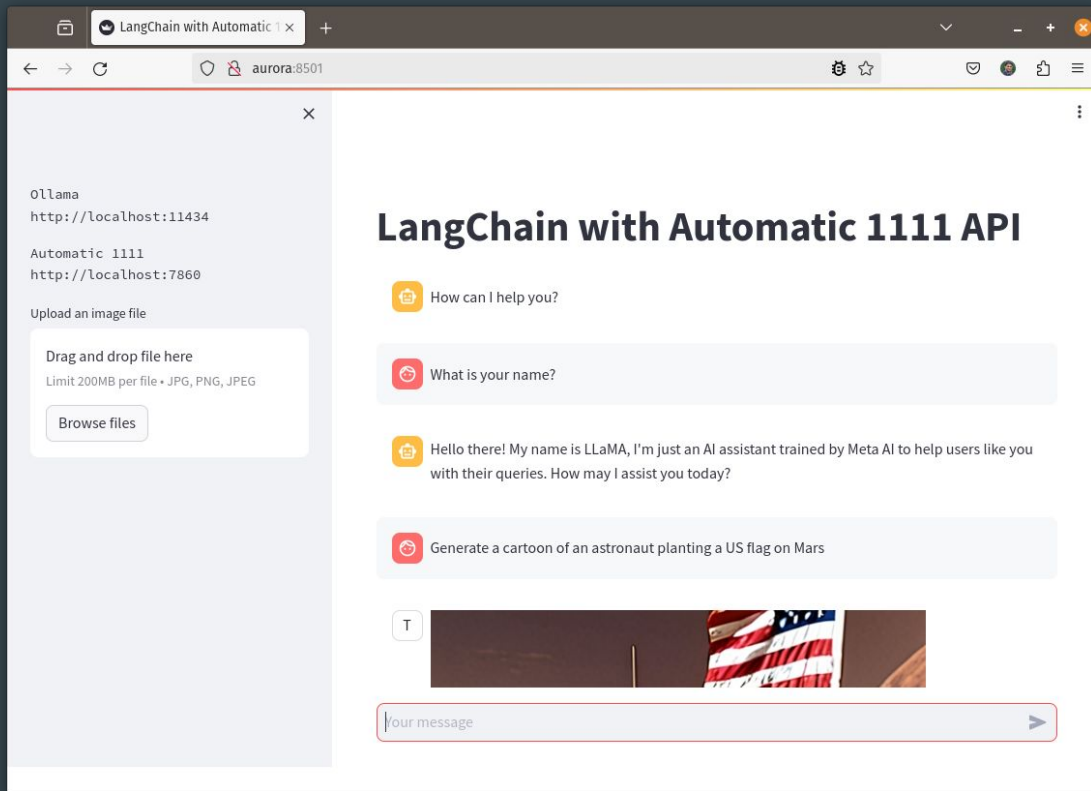 LangChain with Automatic 1
aurora:8501
Ollama
http://localhost:11434
Automatic 1111
http://localhost:7860
Upload an image file
Drag and drop file here
Limit 200MB per file • JPG, PNG, JPEG
Browse files
LangChain with Automatic 1111 API
How can I help you?
What is your name?
Hello there! My name is LLaMA, I'm just an AI assistant trained by Meta AI to help users like you
with their queries. How may I assist you today?
Generate a cartoon of an astronaut planting a US flag on Mars
T
Your message